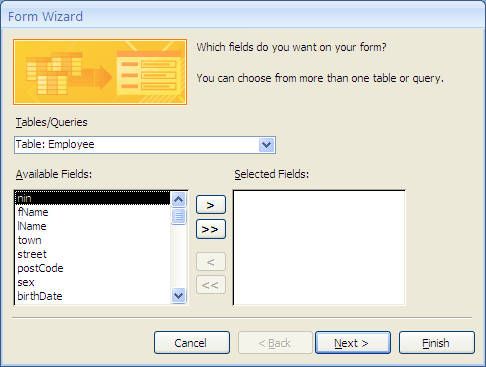 Form Wizard
Which fields do you want on your form?
You can choose from more than one table or query.
Tables/Queries
Table: Employee
Available Fields:
Selected Fields:
nin
fName
lName
town
street
postCode
sex
birthDate
>
>>
<
<<
Cancel
< Back
Next >
Finish